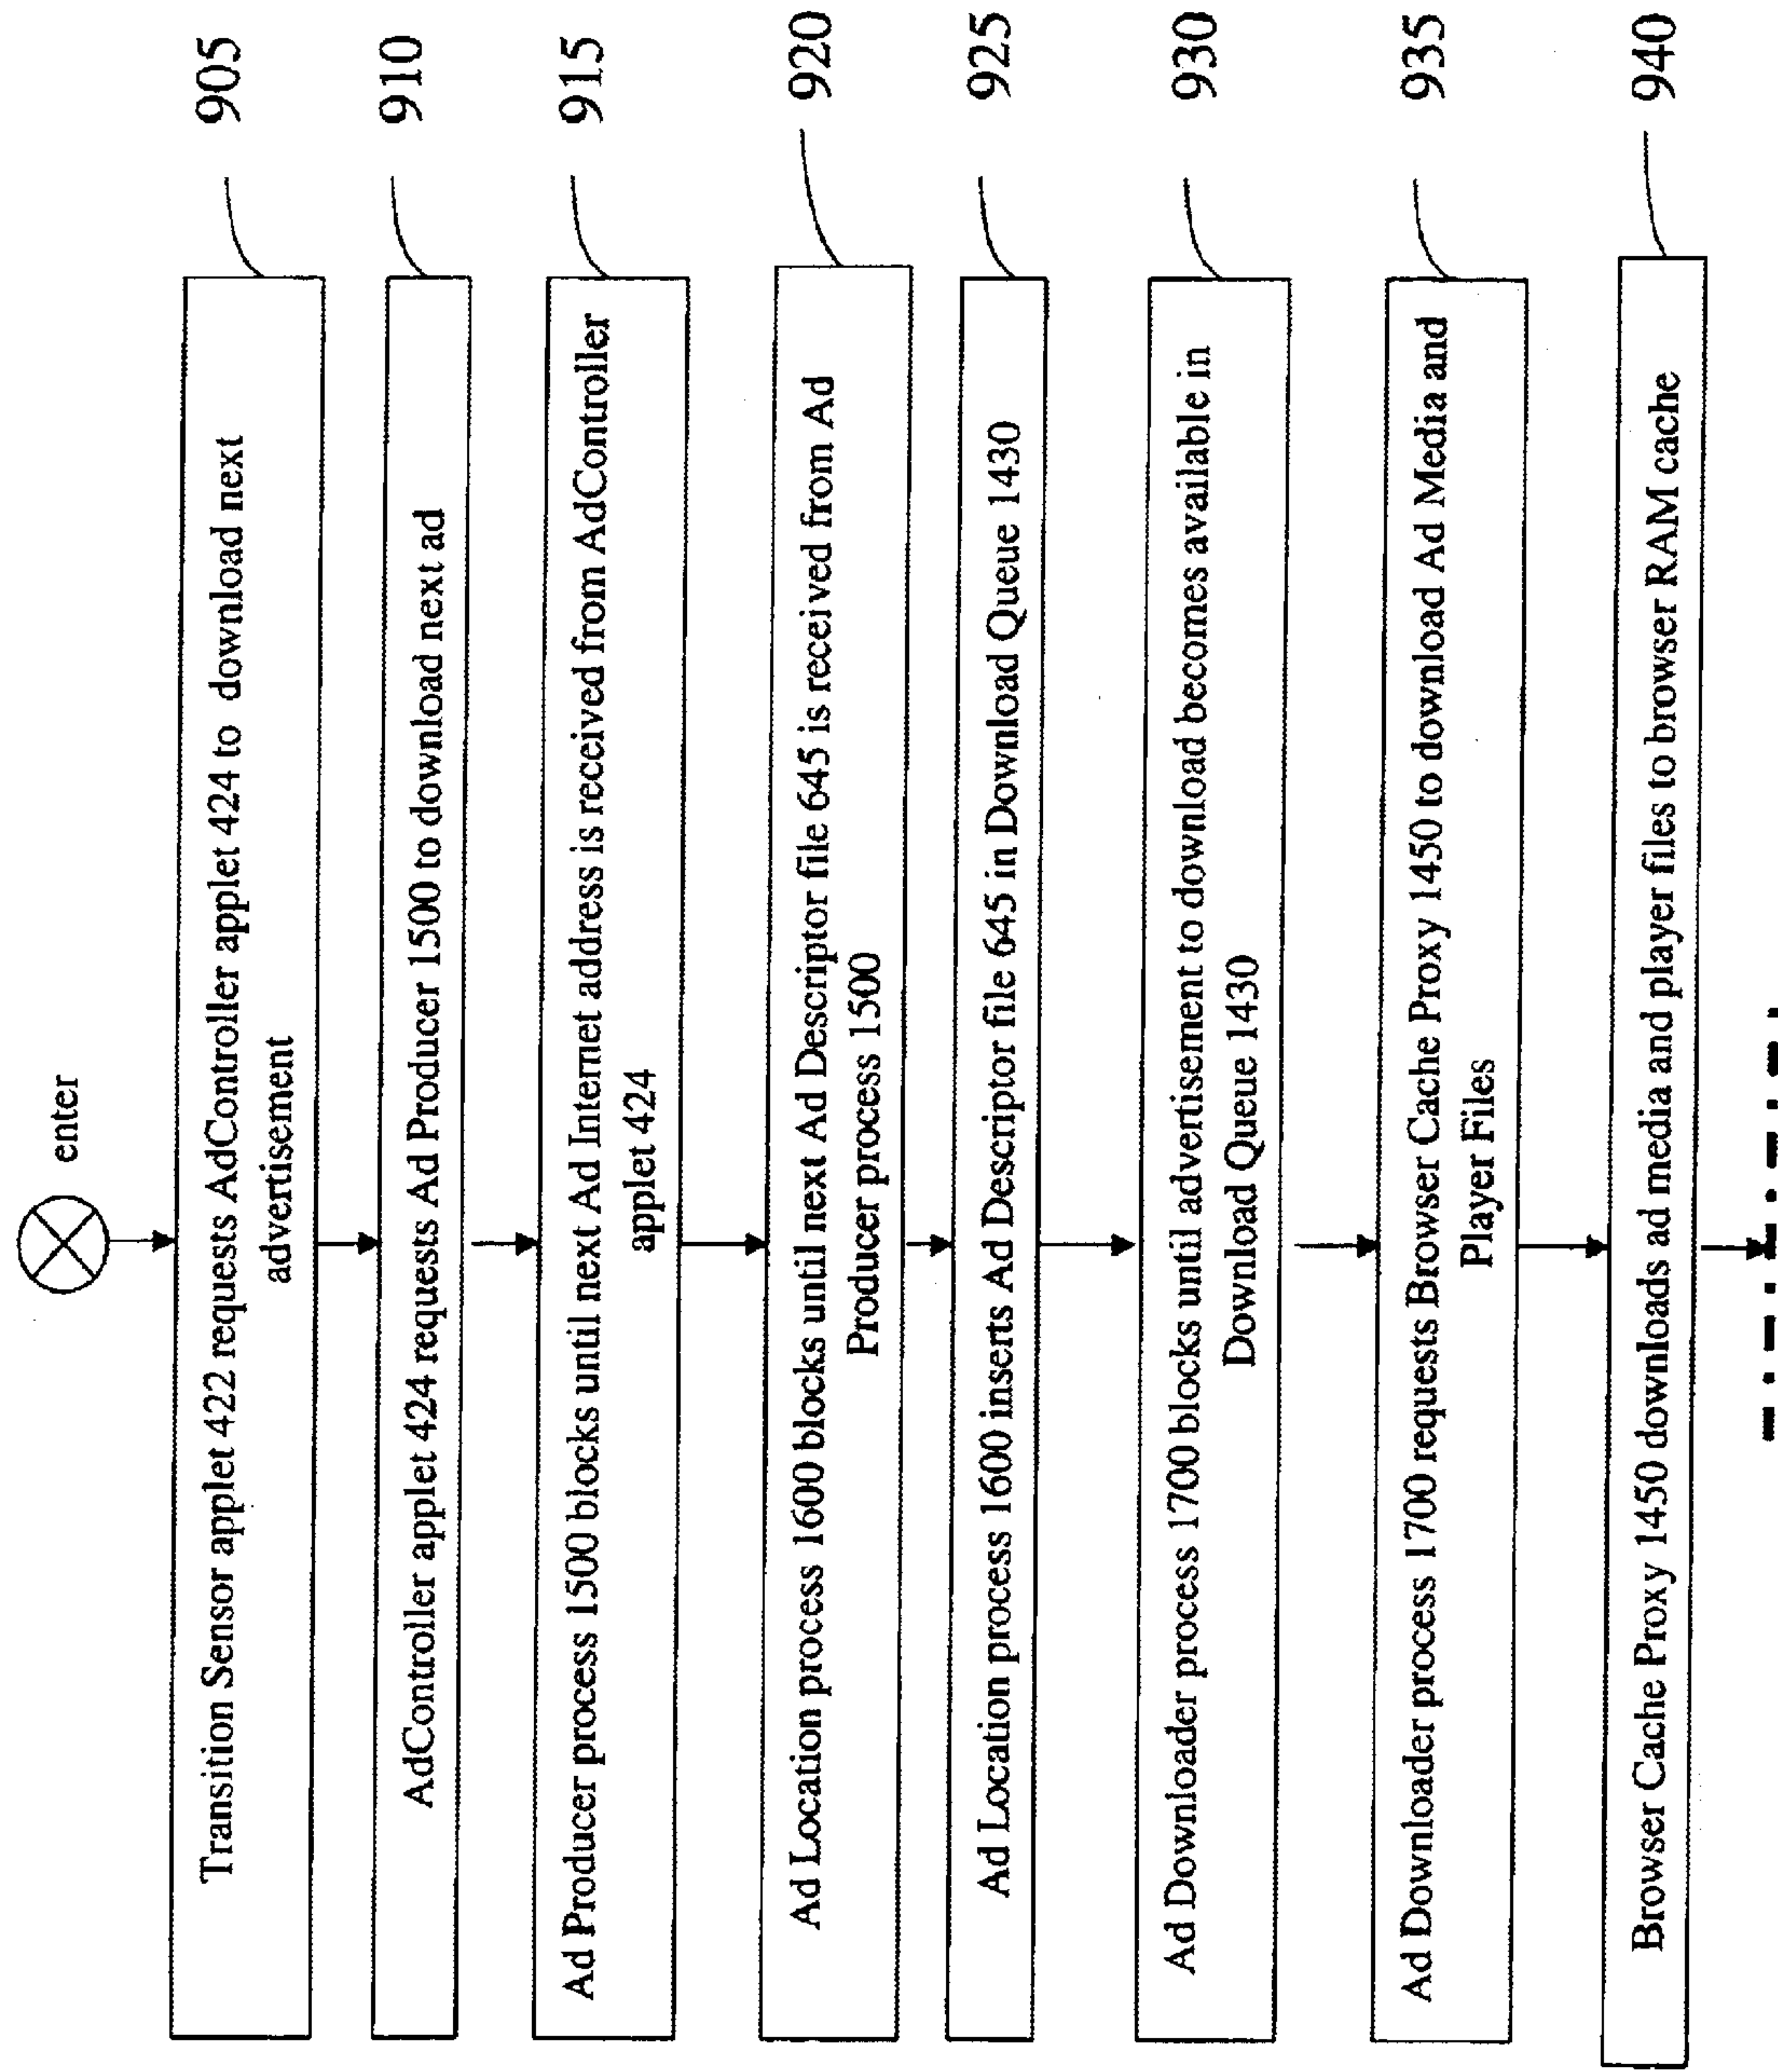 enter
Transition Sensor applet 422 requests AdController applet 424 to download next
advertisement
905
AdController applet 424 requests Ad Producer 1500 to download next ad
910
Ad Producer process 1500 blocks until next Ad Internet address is received from AdController
applet 424
915
Ad Location process 1600 blocks until next Ad Descriptor file 645 is received from Ad
Producer process 1500
920
Ad Location process 1600 inserts Ad Descriptor file 645 in Download Queue 1430
925
Ad Downloader process 1700 blocks until advertisement to download becomes available in
Download Queue 1430
930
Ad Downloader process 1700 requests Browser Cache Proxy 1450 to download Ad Media and
Player Files
935
Browser Cache Proxy 1450 downloads ad media and player files to browser RAM cache
940